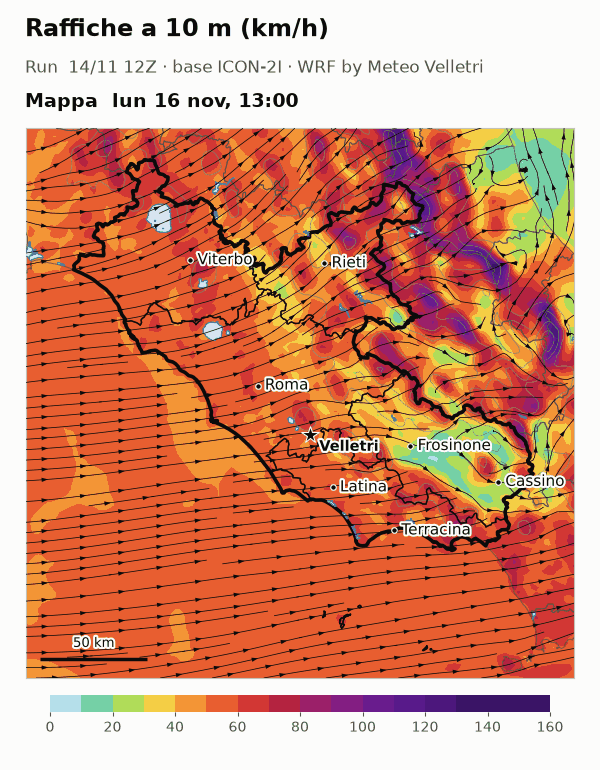 Raffiche a 10 m (km/h)
Run  14/11 12Z · base ICON-2I · WRF by Meteo Velletri
Mappa  lun 16 nov, 13:00
Viterbo
Rieti
Roma
Velletri
Frosinone
Cassino
Latina
Terracina
50 km
0 20 40 60 80 100 120 140 160